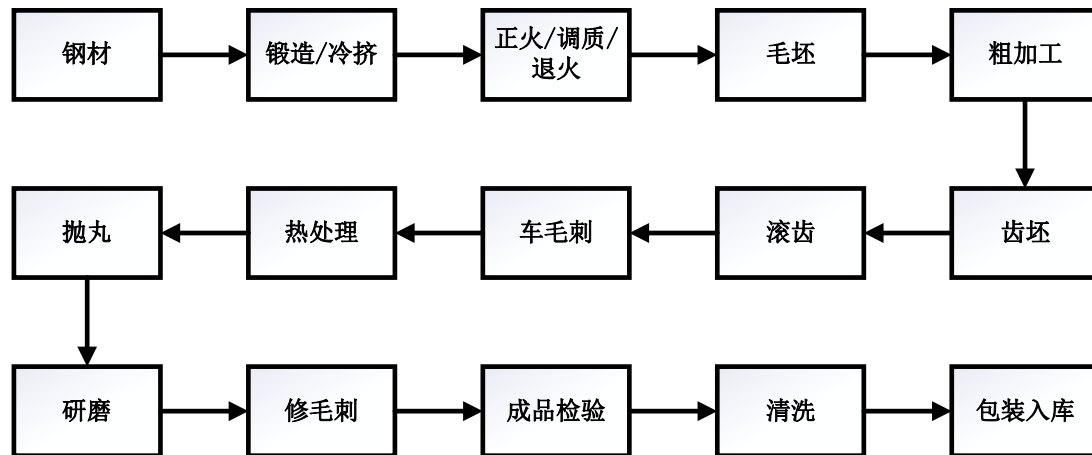 钢材
锻造/冷挤
正火/调质/
退火
毛坯
粗加工
齿坯
滚齿
车毛刺
热处理
抛丸
研磨
修毛刺
成品检验
清洗
包装入库